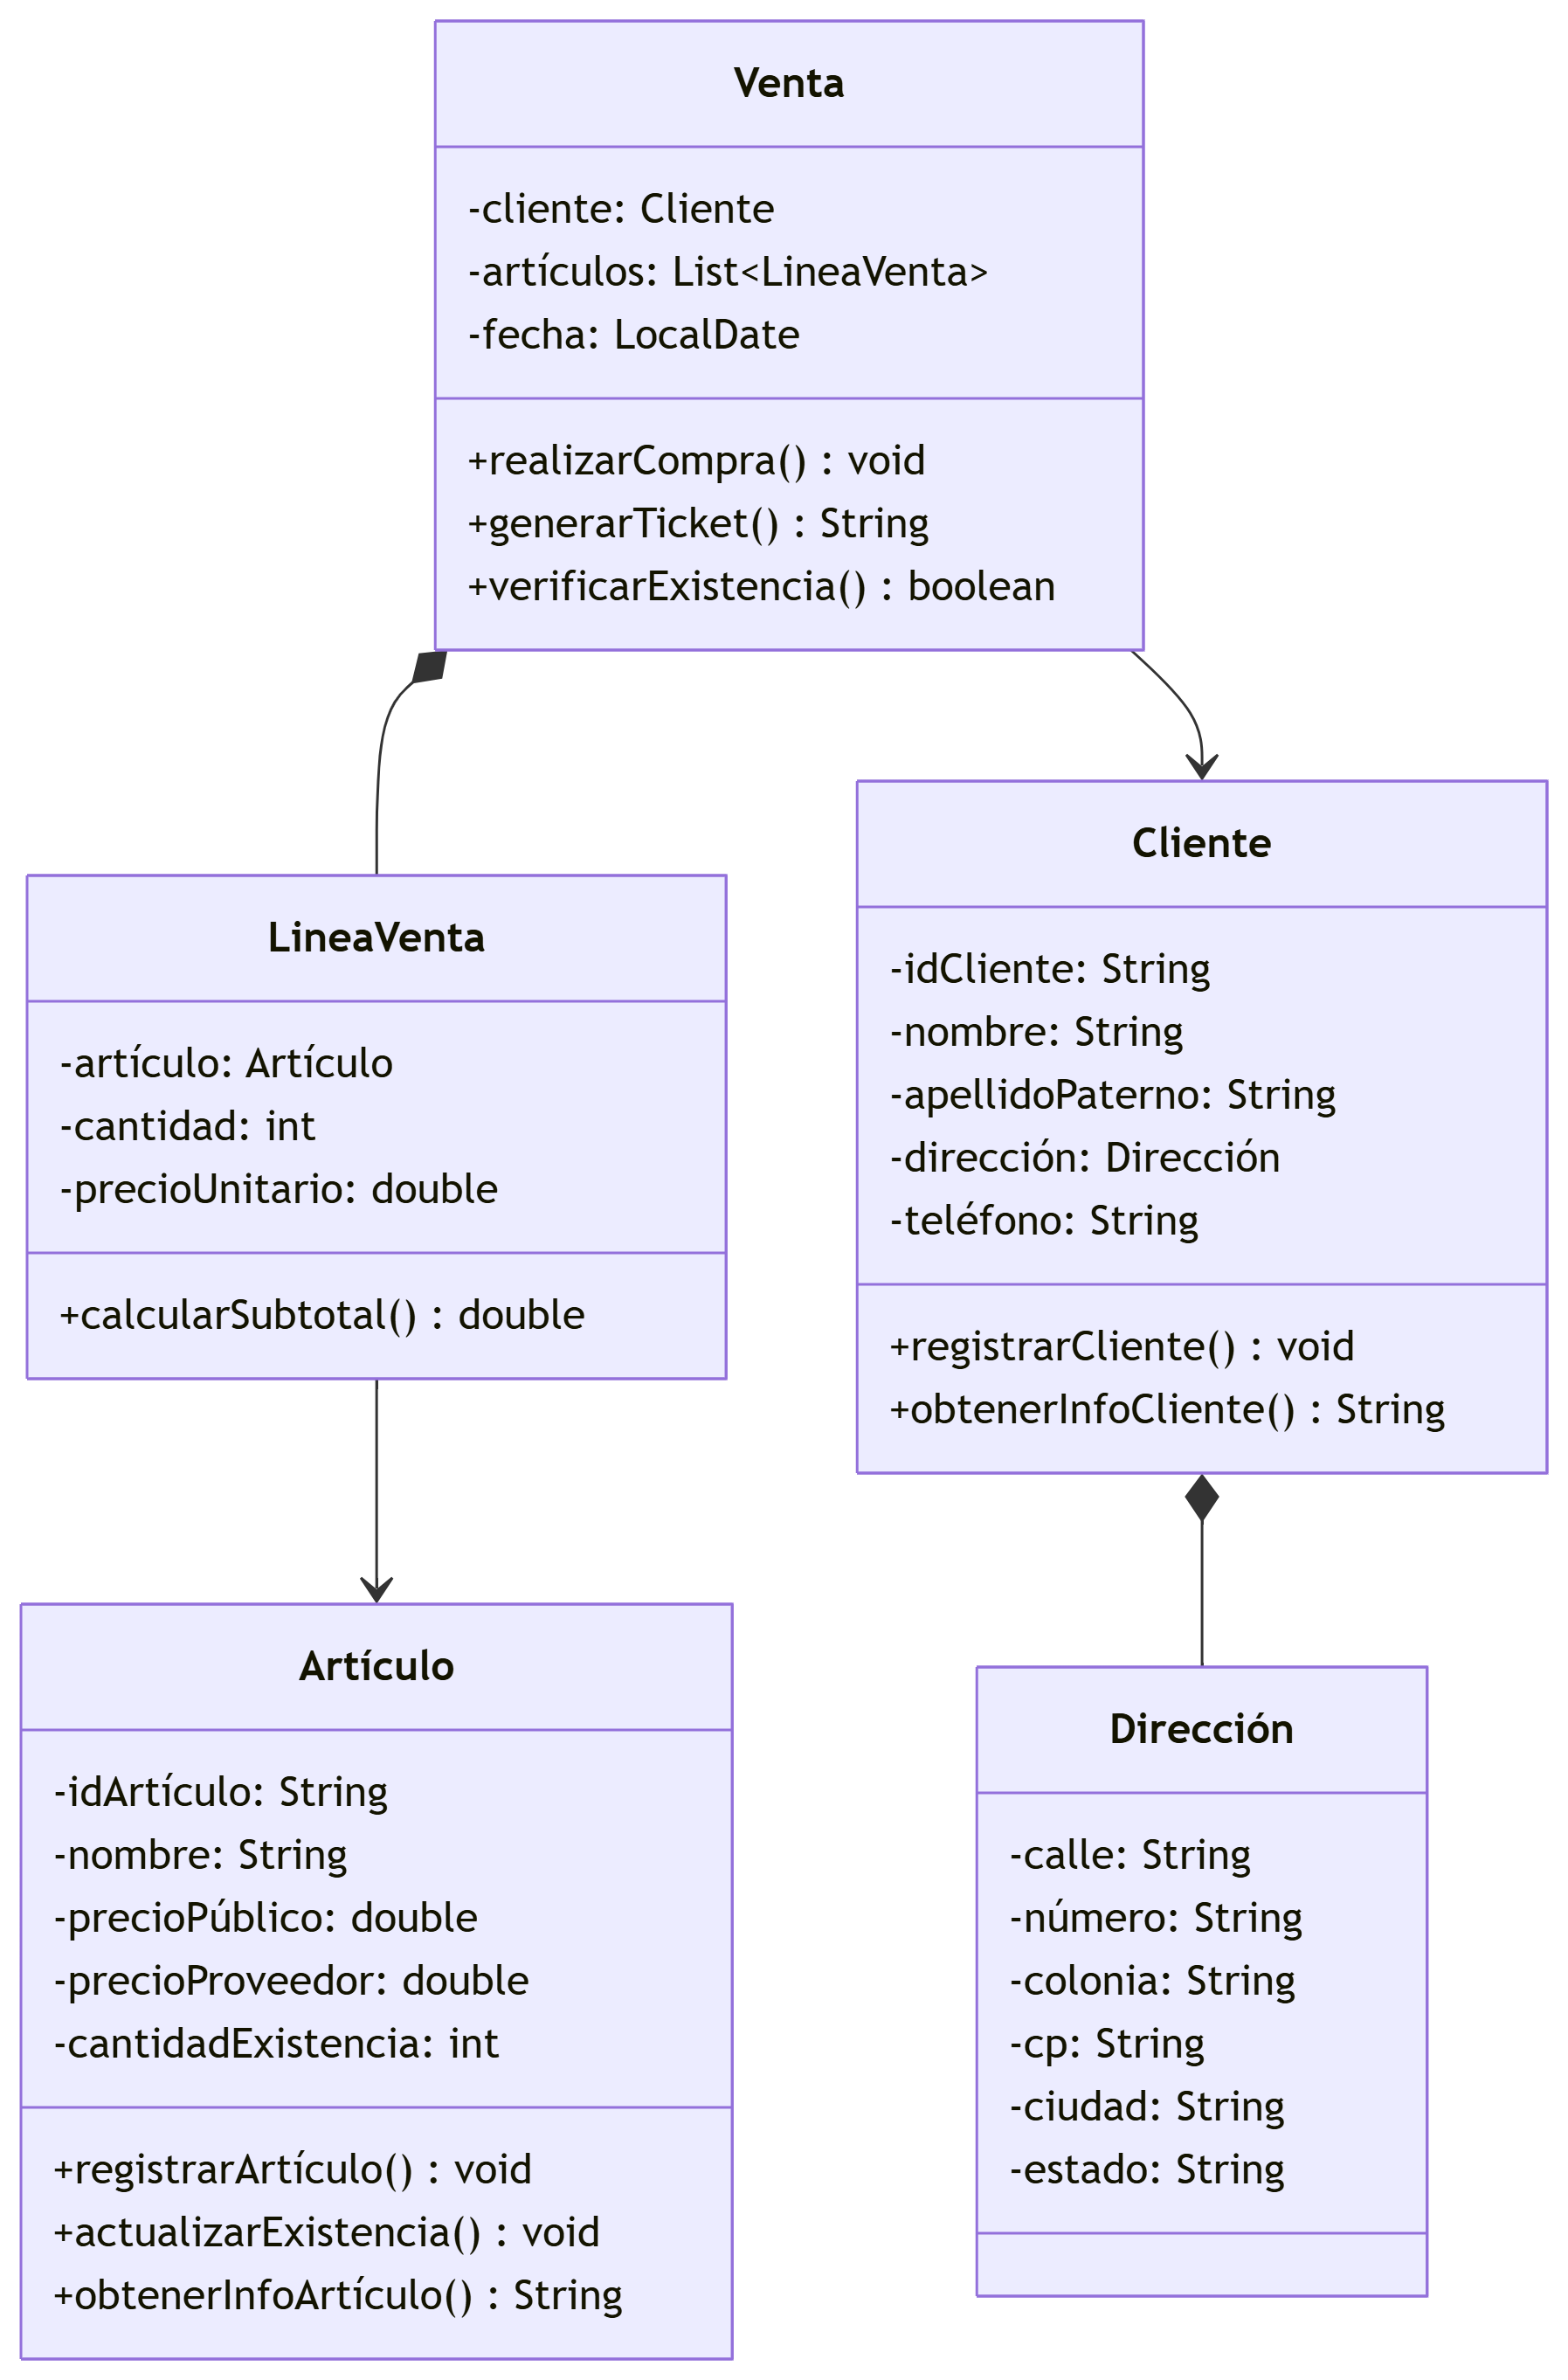 Venta
-cliente: Cliente
-artículos: List<LineaVenta>
-fecha: LocalDate
+realizarCompra() : void
+generarTicket() : String
+verificarExistencia() : boolean
LineaVenta
-artículo: Artículo
-cantidad: int
-precioUnitario: double
+calcularSubtotal() : double
Cliente
-idCliente: String
-nombre: String
-apellidoPaterno: String
-dirección: Dirección
-teléfono: String
+registrarCliente() : void
+obtenerInfoCliente() : String
Artículo
-idArtículo: String
-nombre: String
-precioPúblico: double
-precioProveedor: double
-cantidadExistencia: int
+registrarArtículo() : void
+actualizarExistencia() : void
+obtenerInfoArtículo() : String
Dirección
-calle: String
-número: String
-colonia: String
-cp: String
-ciudad: String
-estado: String